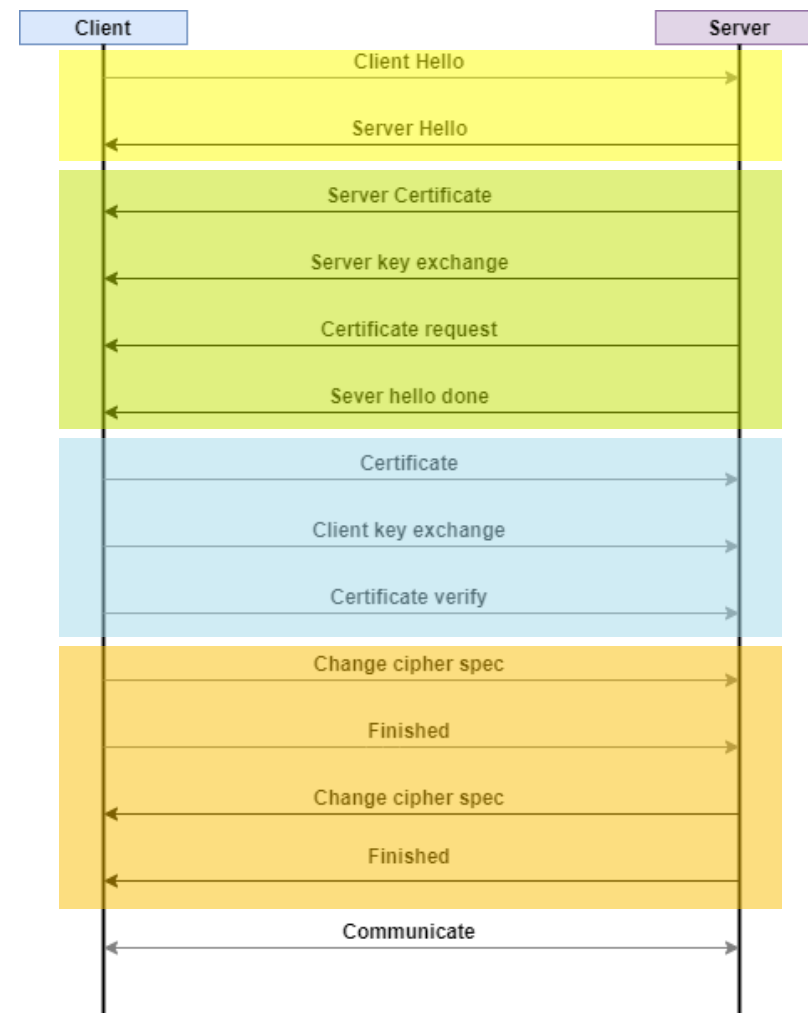 Client
Server
Client Hello
Server Hello
Server Certificate
Server key exchange
Certificate request
Sever hello done
Certificate
Client key exchange
Certificate verify
Change cipher spec
Finished
Change cipher spec
Finished
Communicate